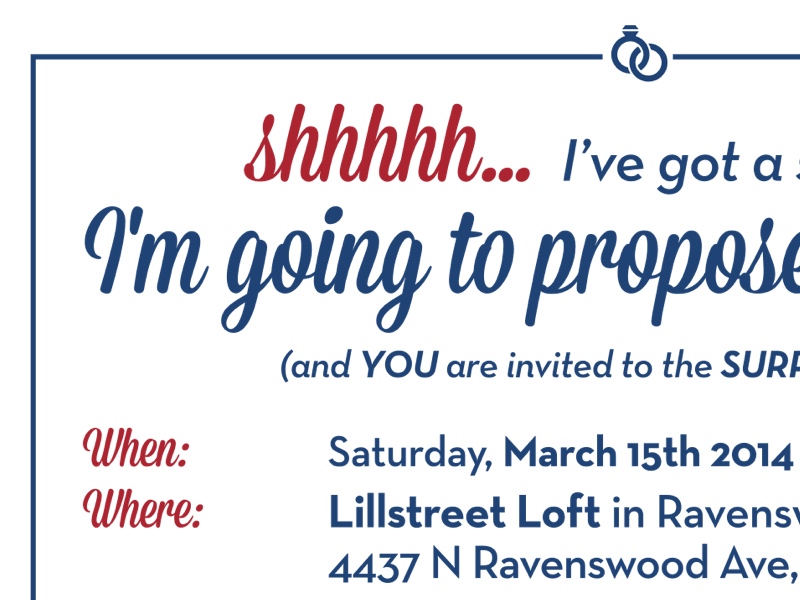 shhhhh... I've got a
I'm going to propose
(and YOU are invited to the
When: Saturday, March 15th 2014
Where: Lillstreet Loft in
4437 N Ravenswood Ave,